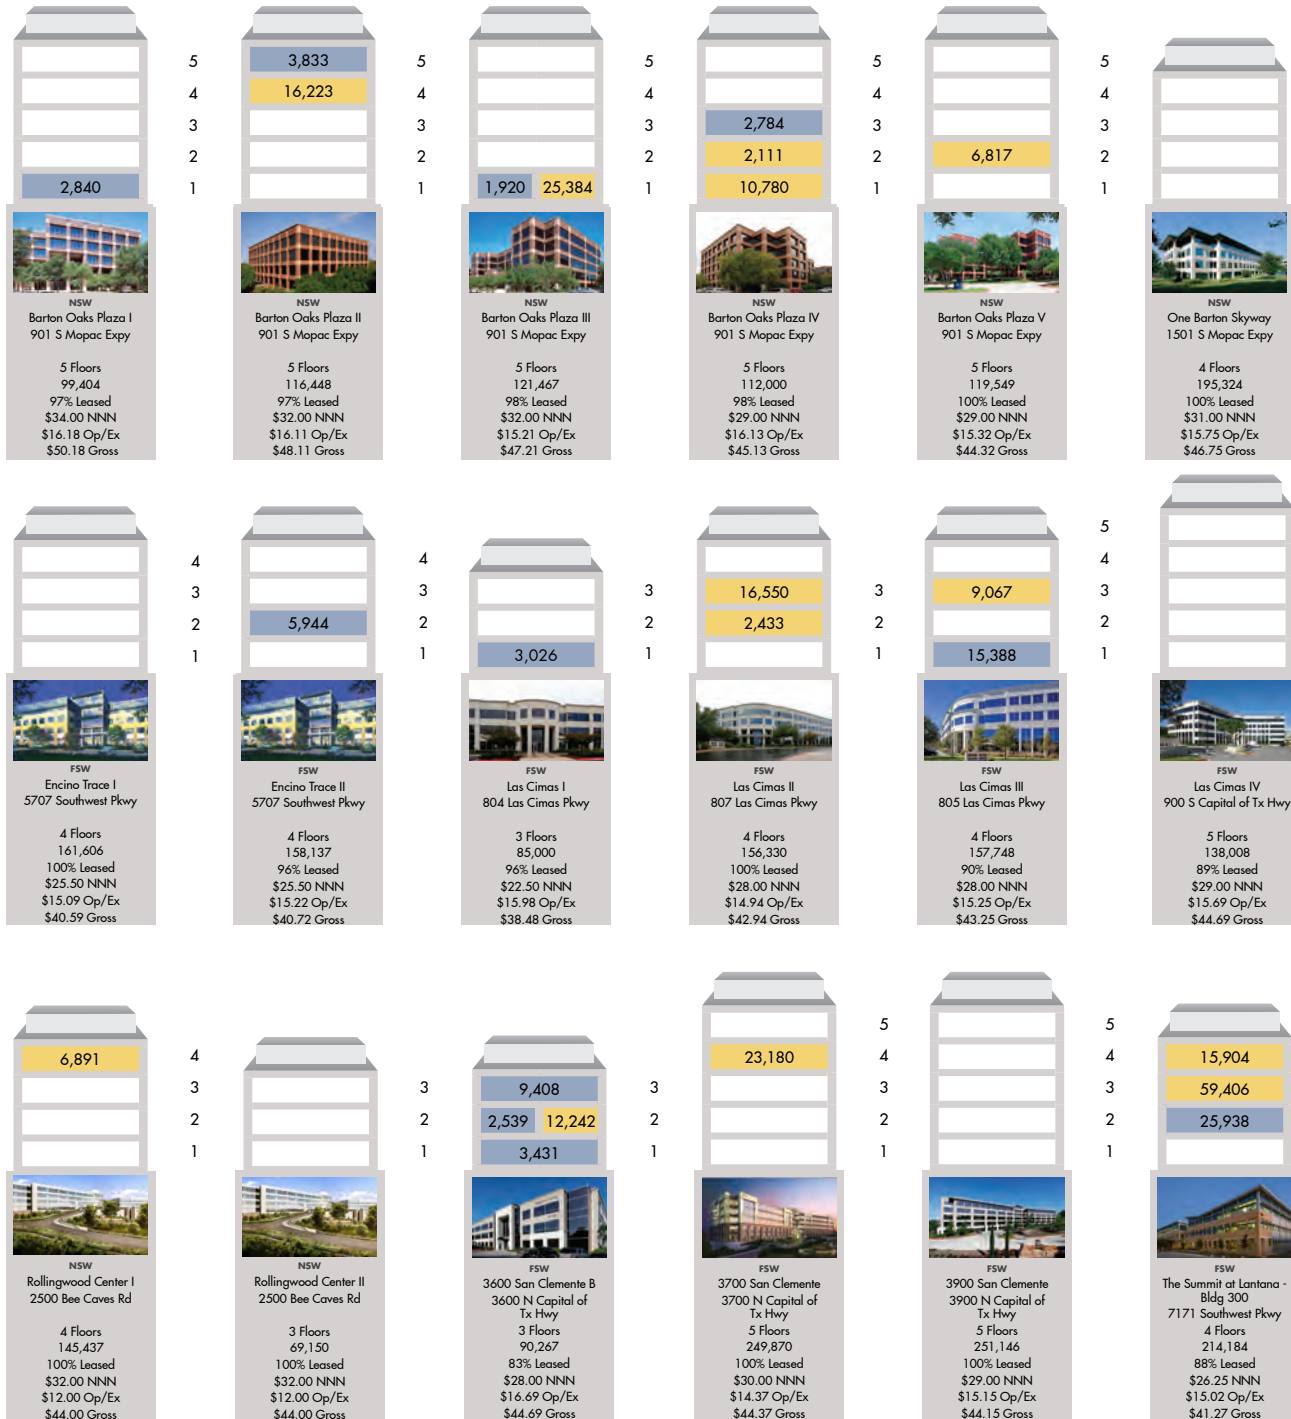 5
3,833
5
5
5
5
4
16,223
4
4
4
4
3
3
2,784
3
3
3
2
2
2,111
2
6,817
2
2
2,840
1
1
1,920
25,384
10,780
1
1
1
NSW
Barton Oaks Plaza I
901 S Mopac Expy
5 Floors
99,404
97% Leased
$34.00 NNN
$16.18 Op/Ex
$50.18 Gross
NSW
Barton Oaks Plaza II
901 S Mopac Expy
5 Floors
116,448
97% Leased
$32.00 NNN
$16.11 Op/Ex
$48.11 Gross
NSW
Barton Oaks Plaza III
901 S Mopac Expy
5 Floors
121,467
98% Leased
$32.00 NNN
$15.21 Op/Ex
$47.21 Gross
NSW
Barton Oaks Plaza IV
901 S Mopac Expy
5 Floors
112,000
98% Leased
$29.00 NNN
$16.13 Op/Ex
$45.13 Gross
NSW
Barton Oaks Plaza V
901 S Mopac Expy
5 Floors
119,549
100% Leased
$29.00 NNN
$15.32 Op/Ex
$44.32 Gross
NSW
One Barton Skyway
1501 S Mopac Expy
4 Floors
195,324
100% Leased
$31.00 NNN
$15.75 Op/Ex
$46.75 Gross
5
4
4
4
3
3
3
16,550
3
9,067
3
2
5,944
2
2
2,433
2
2
1
1
3,026
1
1
15,388
1
FSW
Encino Trace I
5707 Southwest Pkwy
4 Floors
161,606
100% Leased
$25.50 NNN
$15.09 Op/Ex
$40.59 Gross
FSW
Encino Trace II
5707 Southwest Pkwy
4 Floors
158,137
96% Leased
$25.50 NNN
$15.22 Op/Ex
$40.72 Gross
FSW
Las Cimas I
804 Las Cimas Pkwy
3 Floors
85,000
96% Leased
$22.50 NNN
$15.98 Op/Ex
$38.48 Gross
FSW
Las Cimas II
807 Las Cimas Pkwy
4 Floors
156,330
100% Leased
$28.00 NNN
$14.94 Op/Ex
$42.94 Gross
FSW
Las Cimas III
805 Las Cimas Pkwy
4 Floors
157,748
90% Leased
$28.00 NNN
$15.25 Op/Ex
$43.25 Gross
FSW
Las Cimas IV
900 S Capital of Tx Hwy
5 Floors
138,008
89% Leased
$29.00 NNN
$15.69 Op/Ex
$44.69 Gross
5
5
6,891
4
23,180
4
4
15,904
3
3
9,408
3
3
3
59,406
2
2
2,539
12,242
2
2
2
25,938
1
1
3,431
1
1
1
NSW
Rollingwood Center I
2500 Bee Caves Rd
4 Floors
145,437
100% Leased
$32.00 NNN
$12.00 Op/Ex
$44.00 Gross
NSW
Rollingwood Center II
2500 Bee Caves Rd
3 Floors
69,150
100% Leased
$32.00 NNN
$12.00 Op/Ex
$44.00 Gross
FSW
3600 San Clemente B
3600 N Capital of
Tx Hwy
3 Floors
90,267
83% Leased
$28.00 NNN
$16.69 Op/Ex
$44.69 Gross
FSW
3700 San Clemente
3700 N Capital of
Tx Hwy
5 Floors
249,870
100% Leased
$30.00 NNN
$14.37 Op/Ex
$44.37 Gross
FSW
3900 San Clemente
3900 N Capital of
Tx Hwy
5 Floors
251,146
100% Leased
$29.00 NNN
$15.15 Op/Ex
$44.15 Gross
FSW
The Summit at Lantana -
Bldg 300
7171 Southwest Pkwy
4 Floors
214,184
88% Leased
$26.25 NNN
$15.02 Op/Ex
$41.27 Gross